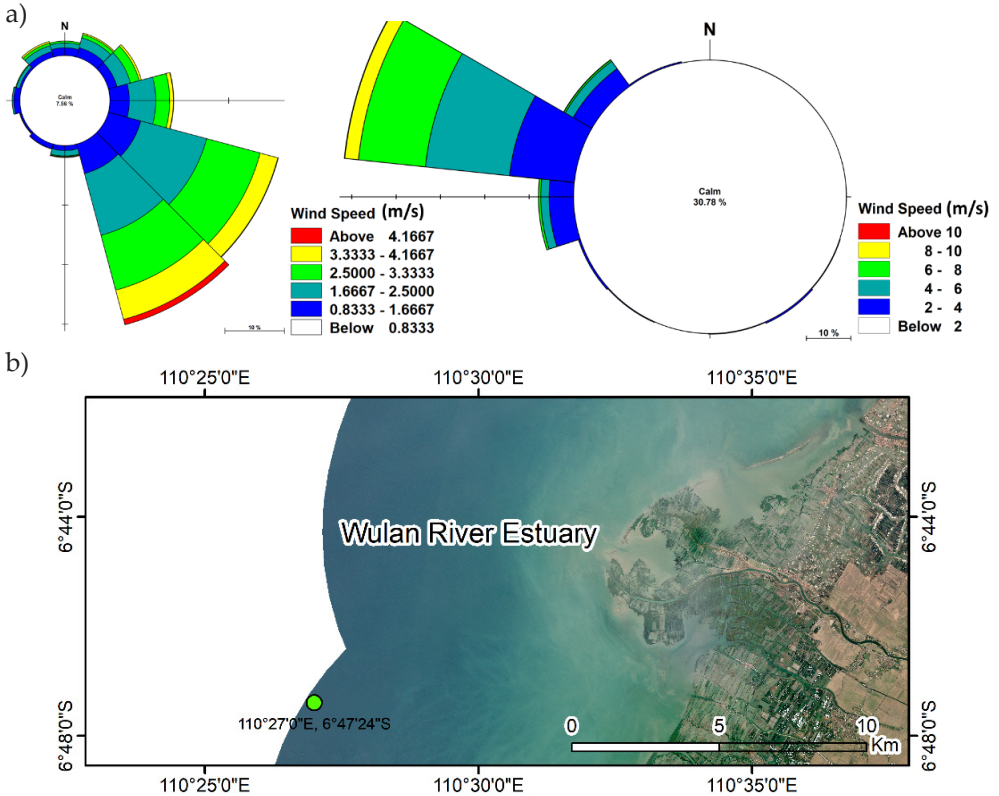 a)
N
Calm
7.56 %
10 %
Wind Speed (m/s)
Above 4.1667
3.3333 - 4.1667
2.5000 - 3.3333
1.6667 - 2.5000
0.8333 - 1.6667
Below 0.8333
N
Calm
30.78 %
10 %
Wind Speed (m/s)
Above 10
8 - 10
6 - 8
4 - 6
2 - 4
Below 2
b)
110°25'0"E 110°30'0"E 110°35'0"E
6°44'0"S 6°44'0"S
Wulan River Estuary
110°27'0"E, 6°47'24"S
0 5 10
Km
6°48'0"S 6°48'0"S
110°25'0"E 110°30'0"E 110°35'0"E